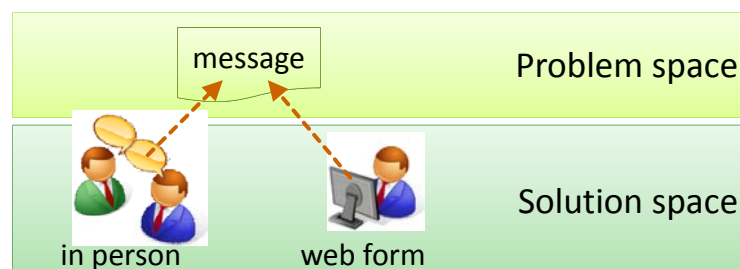 message
Problem space
Solution space
in person
web form